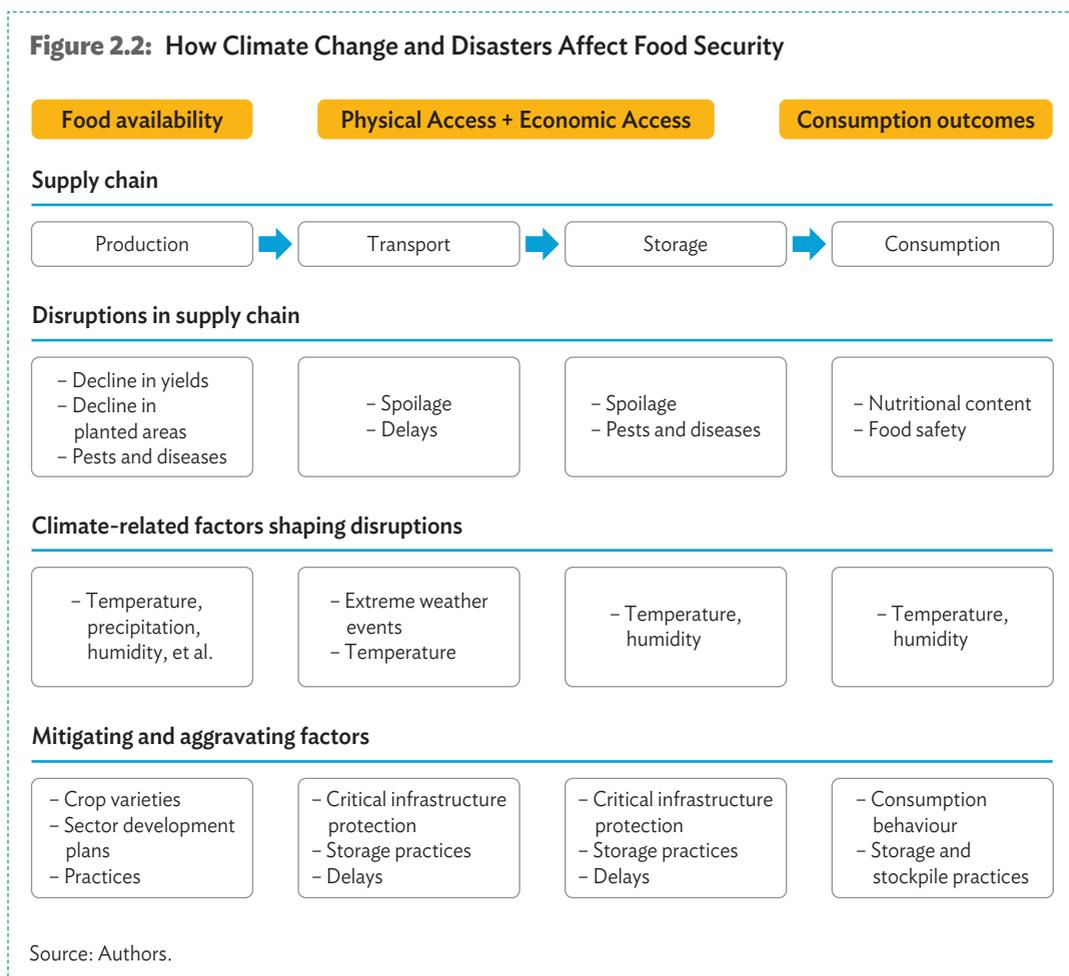 Figure 2.2: How Climate Change and Disasters Affect Food Security
Food availability
Physical Access + Economic Access
Consumption outcomes
Supply chain
Production
Transport
Storage
Consumption
Disruptions in supply chain
– Decline in yields
– Decline in
planted areas
– Pests and diseases
– Spoilage
– Delays
– Spoilage
– Pests and diseases
– Nutritional content
– Food safety
Climate-related factors shaping disruptions
– Temperature,
precipitation,
humidity, et al.
– Extreme weather
events
– Temperature
– Temperature,
humidity
– Temperature,
humidity
Mitigating and aggravating factors
– Crop varieties
– Sector development
plans
– Practices
– Critical infrastructure
protection
– Storage practices
– Delays
– Critical infrastructure
protection
– Storage practices
– Delays
– Consumption
behaviour
– Storage and
stockpile practices
Source: Authors.